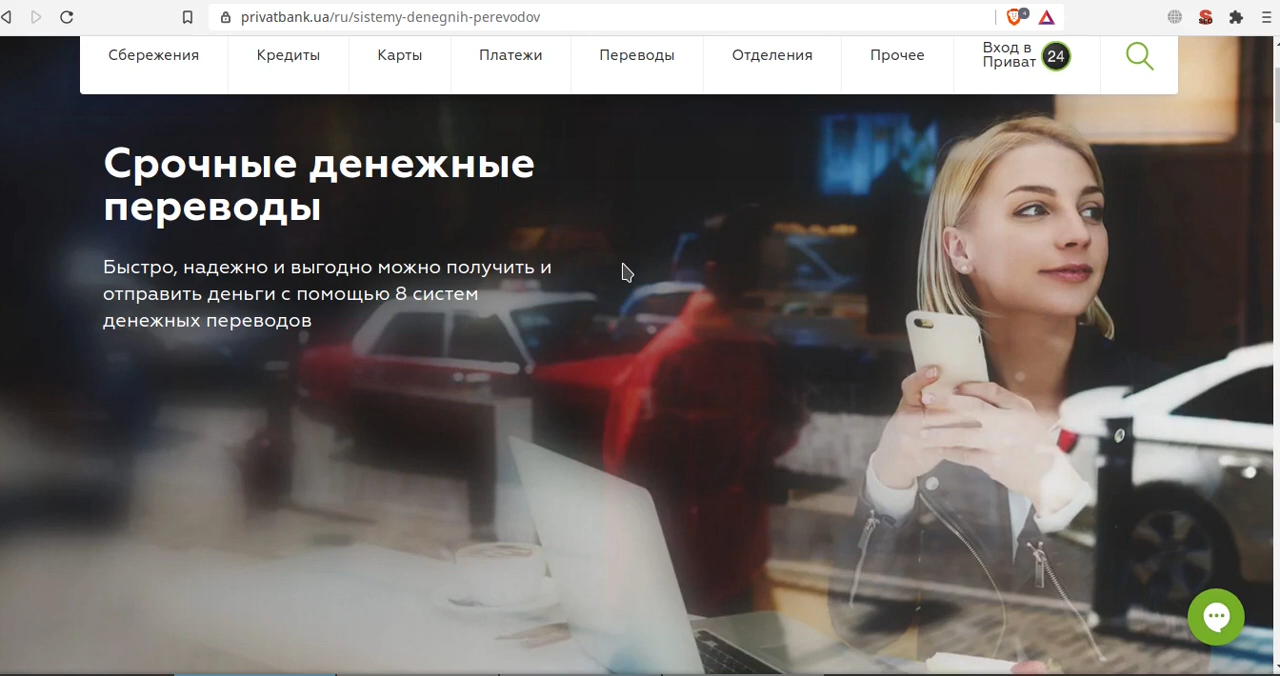 privatbank.ua/ru/sistemy-denegnih-perevodov
4
Сбережения Кредиты Карты Платежи Переводы Отделения Прочее Вход в Приват 24
Срочные денежные
переводы
Быстро, надежно и выгодно можно получить и
отправить деньги с помощью 8 систем
денежных переводов